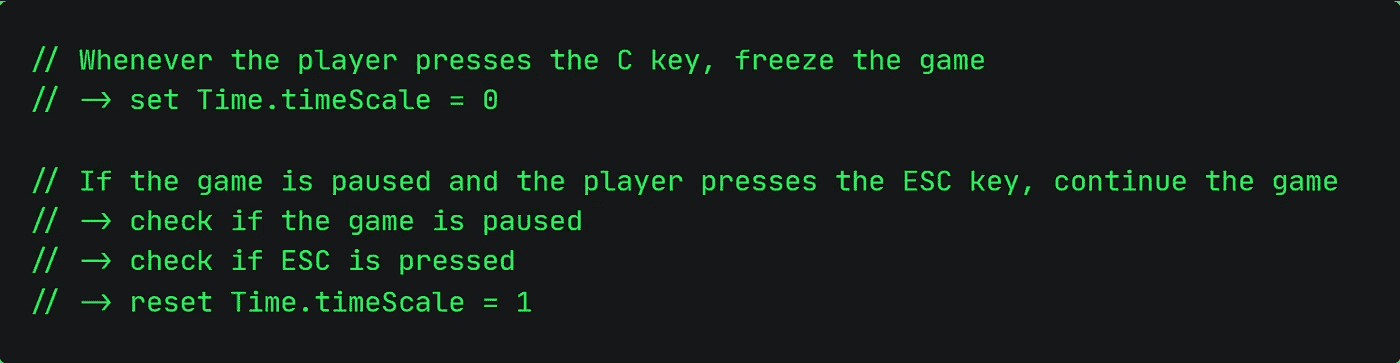 // Whenever the player presses the C key, freeze the game
// -> set Time.timeScale = 0
// If the game is paused and the player presses the ESC key, continue the game
// -> check if the game is paused
// -> check if ESC is pressed
// -> reset Time.timeScale = 1